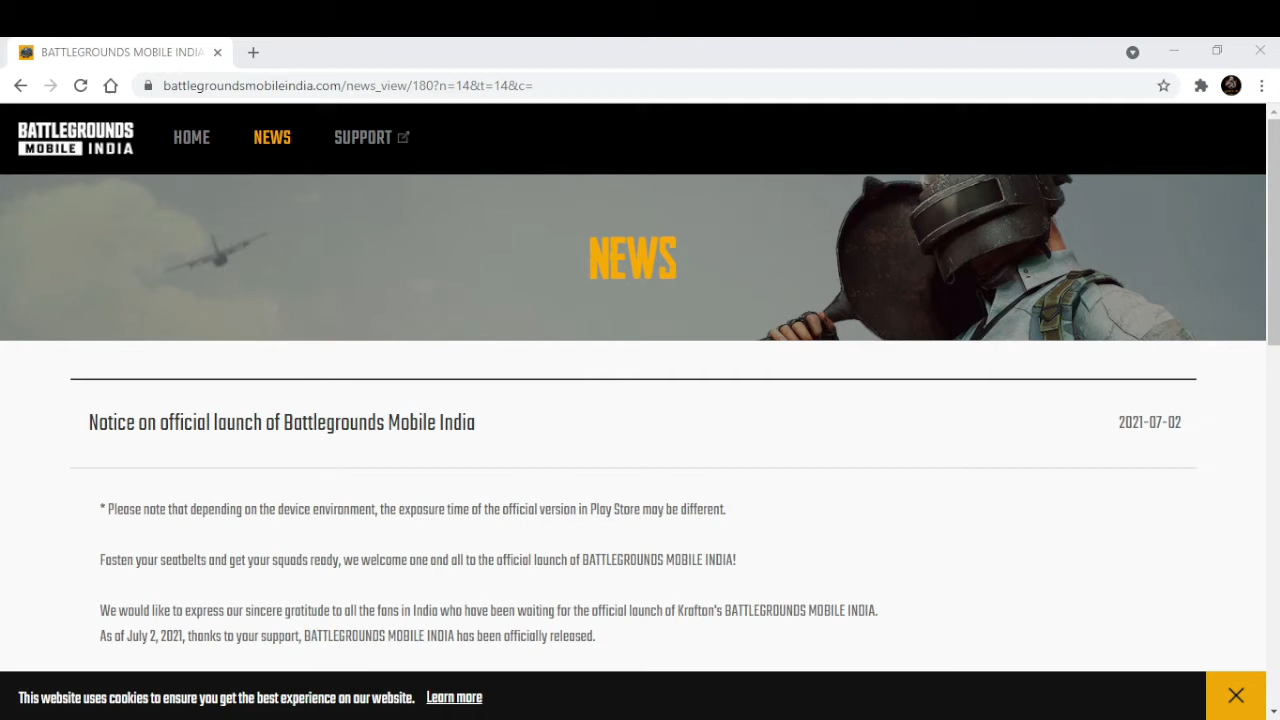 BATTLEGROUNDS MOBILE INDIA
battlegroundsmobileindia.com/news_view/180?n=14&t=14&c=
BATTLEGROUNDS
MOBILE INDIA
HOME
NEWS
SUPPORT
NEWS
Notice on official launch of Battlegrounds Mobile India
2021-07-02
* Please note that depending on the device environment, the exposure time of the official version in Play Store may be different.
Fasten your seatbelts and get your squads ready, we welcome one and all to the official launch of BATTLEGROUNDS MOBILE INDIA!
We would like to express our sincere gratitude to all the fans in India who have been waiting for the official launch of Krafton's BATTLEGROUNDS MOBILE INDIA.
As of July 2, 2021, thanks to your support, BATTLEGROUNDS MOBILE INDIA has been officially released.
This website uses cookies to ensure you get the best experience on our website. Learn more